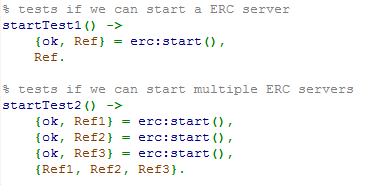 % tests if we can start a ERC server
startTest1() ->
    {ok, Ref} = erc:start(),
    Ref.

% tests if we can start multiple ERC servers
startTest2() ->
    {ok, Ref1} = erc:start(),
    {ok, Ref2} = erc:start(),
    {ok, Ref3} = erc:start(),
    {Ref1, Ref2, Ref3}.